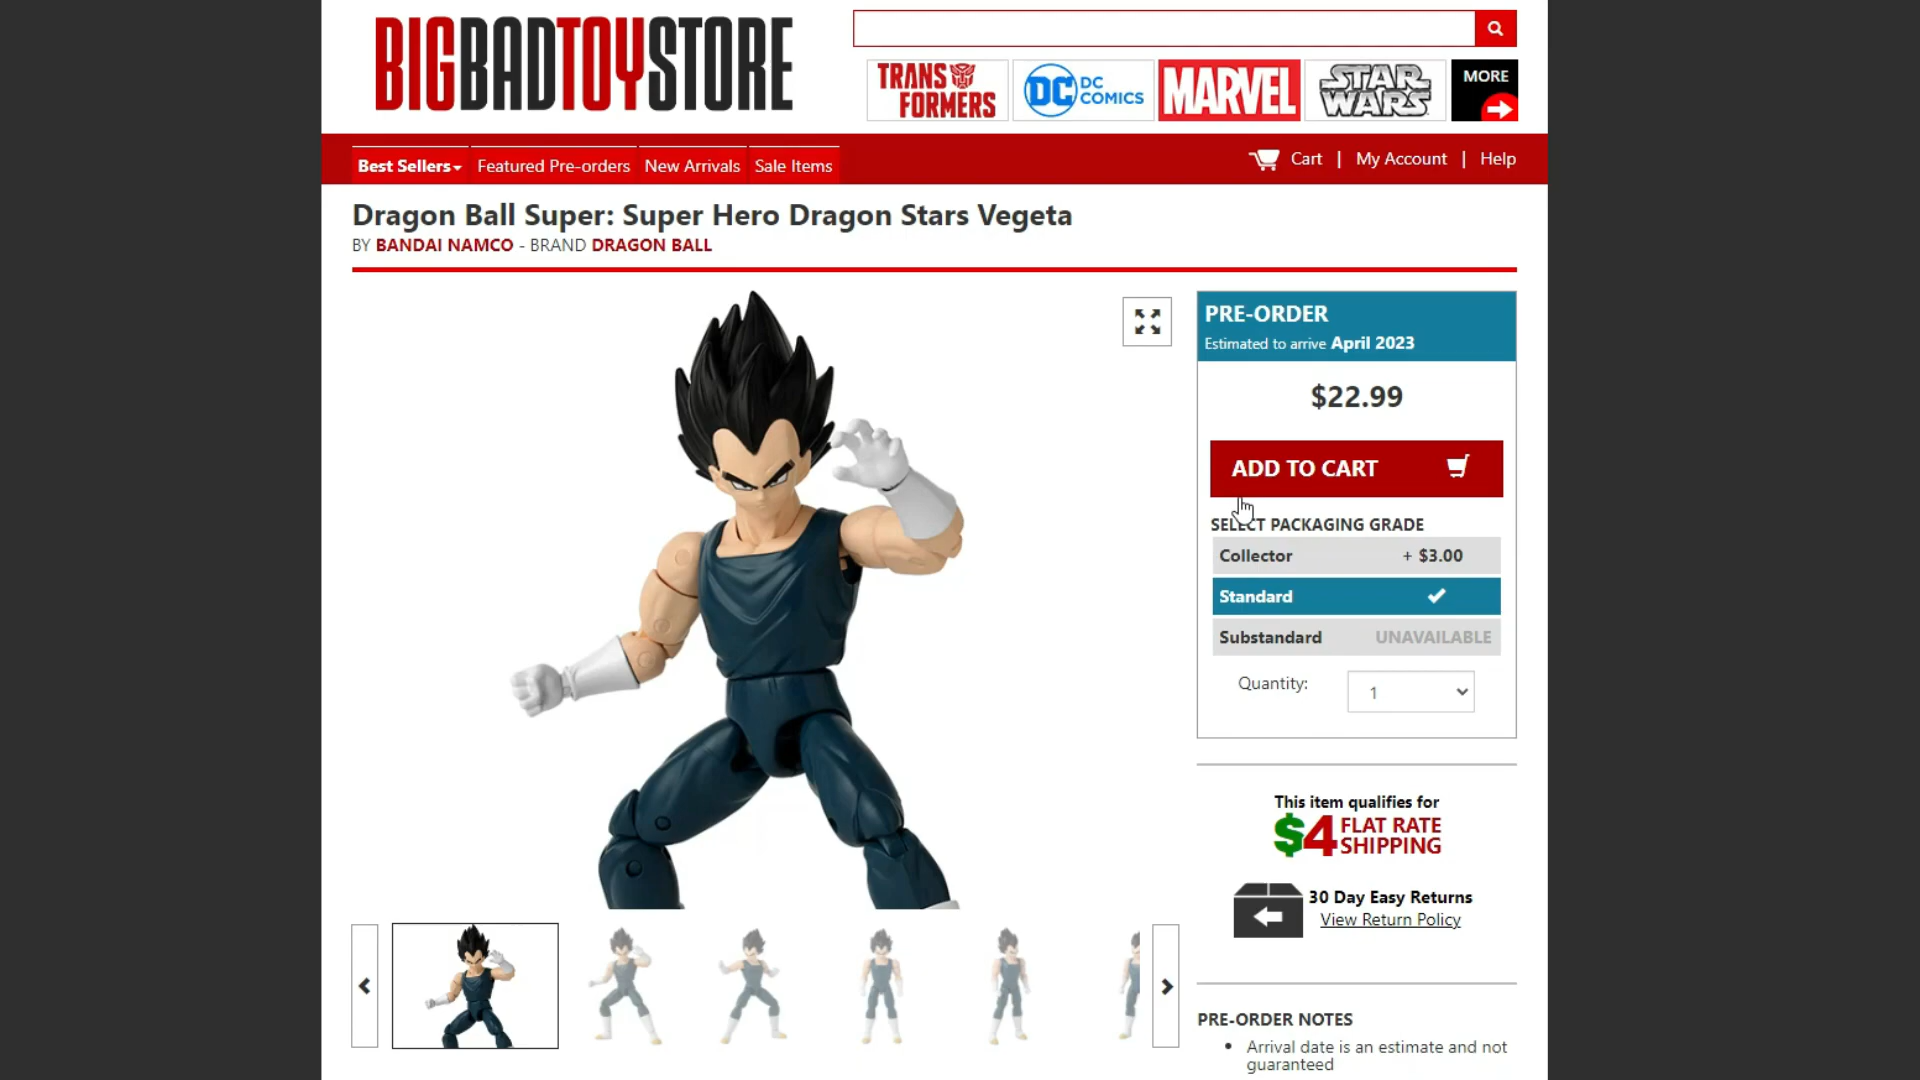 BIGBADTOYSTORE
TRANS
FORMERS
DC
DC
COMICS
MARVEL
STAR
WARS
MORE
Best Sellers
Featured Pre-orders
New Arrivals
Sale Items
Cart | My Account | Help
Dragon Ball Super: Super Hero Dragon Stars Vegeta
BY BANDAI NAMCO - BRAND DRAGON BALL
PRE-ORDER
Estimated to arrive April 2023
$22.99
ADD TO CART
SELECT PACKAGING GRADE
Collector + $3.00
Standard
Substandard UNAVAILABLE
Quantity: 1
This item qualifies for
$4 FLAT RATE
SHIPPING
30 Day Easy Returns
View Return Policy
PRE-ORDER NOTES
• Arrival date is an estimate and not
guaranteed